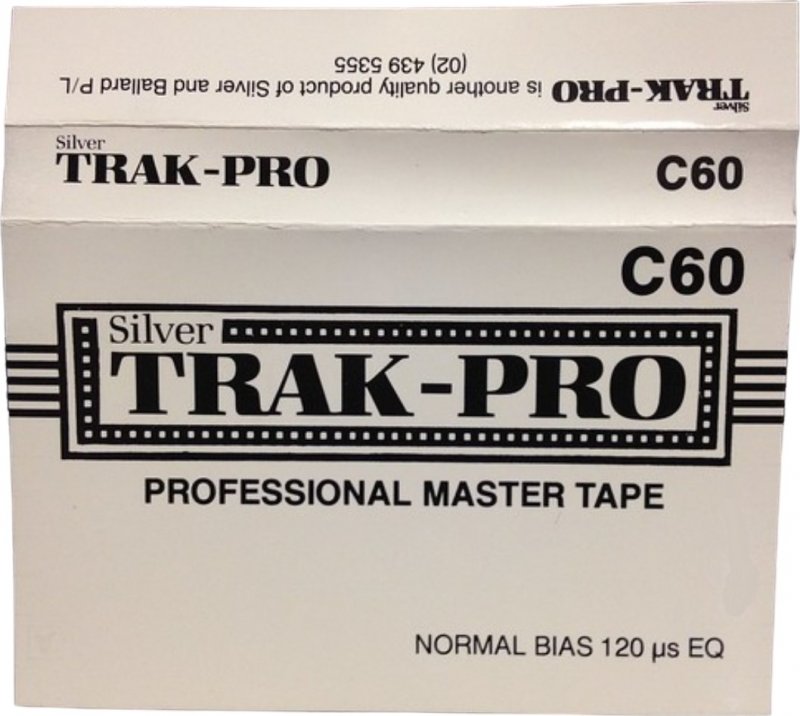 Silver
TRAK-PRO is another quality product of Silver and Ballard P/L
(02) 439 5355
Silver
TRAK-PRO C60
C60
Silver
TRAK-PRO
PROFESSIONAL MASTER TAPE
NORMAL BIAS 120 µs EQ